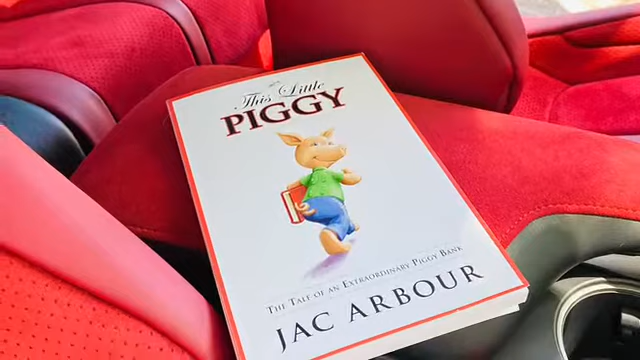 This Little
PIGGY
THE TALE OF AN EXTRAORDINARY PIGGY BANK
JAC ARBOUR